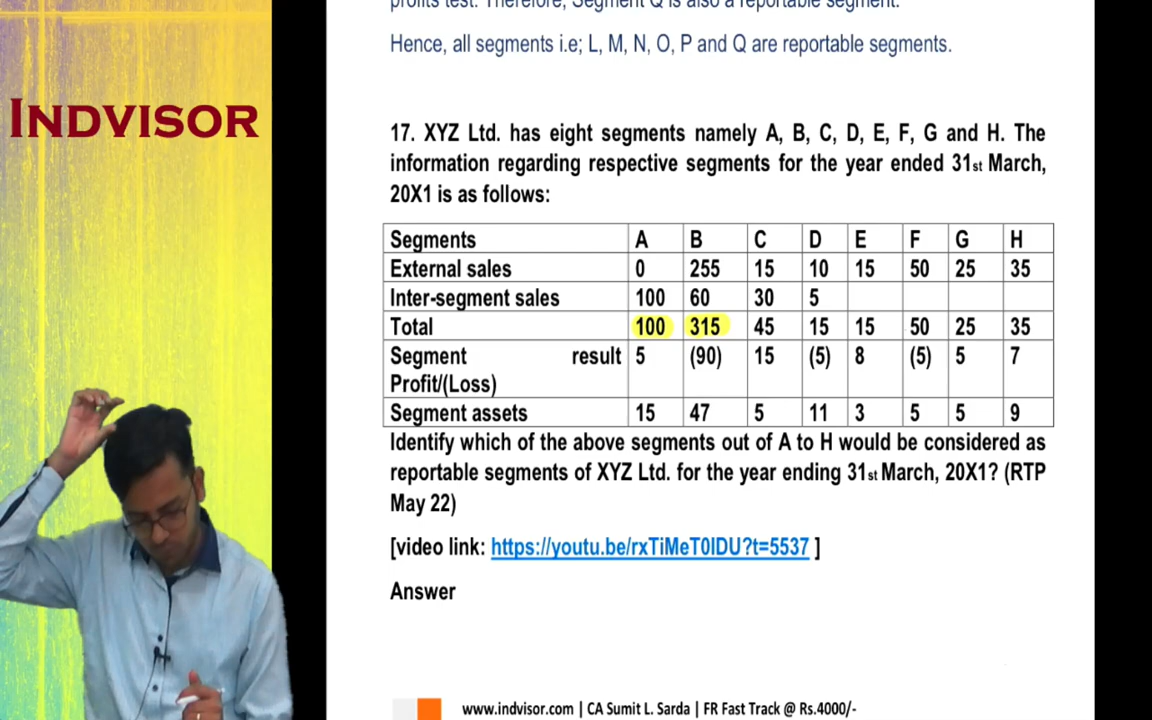 profits test. Therefore, Segment Q is also a reportable segment.
Hence, all segments i.e; L, M, N, O, P and Q are reportable segments.
INDVISOR
17. XYZ Ltd. has eight segments namely A, B, C, D, E, F, G and H. The
information regarding respective segments for the year ended 31st March,
20X1 is as follows:
Segments A B C D E F G H
External sales 0 255 15 10 15 50 25 35
Inter-segment sales 100 60 30 5
Total 100 315 45 15 15 50 25 35
Segment result 5 (90) 15 (5) 8 (5) 5 7
Profit/(Loss)
Segment assets 15 47 5 11 3 5 5 9
Identify which of the above segments out of A to H would be considered as
reportable segments of XYZ Ltd. for the year ending 31st March, 20X1? (RTP
May 22)
[video link: https://youtu.be/rxTiMeT0IDU?t=5537 ]
Answer
www.indvisor.com | CA Sumit L. Sarda | FR Fast Track @ Rs.4000/-